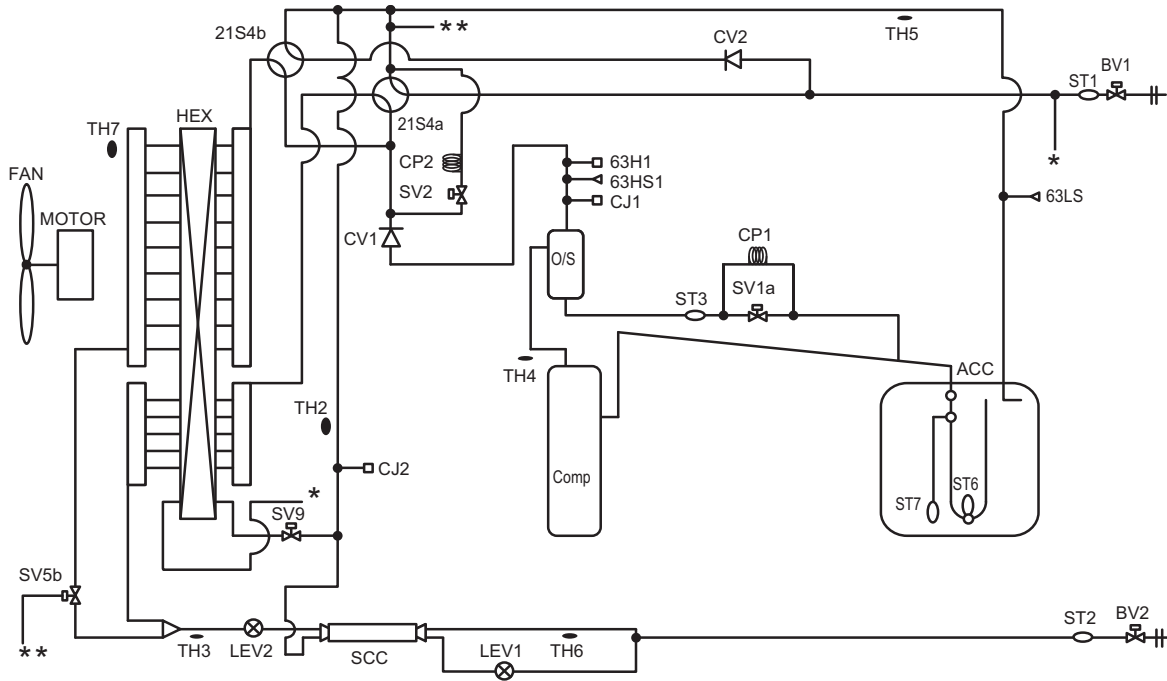 21S4b
**
CV2
TH5
ST1
BV1
HEX
TH7
21S4a
*
FAN
CP2
63H1
63HS1
SV2
CJ1
63LS
MOTOR
CV1
O/S
CP1
SV1a
ST3
TH4
ACC
TH2
CJ2
Comp
ST6
ST7
*
SV9
SV5b
ST2
BV2
**
TH3
LEV2
SCC
LEV1
TH6